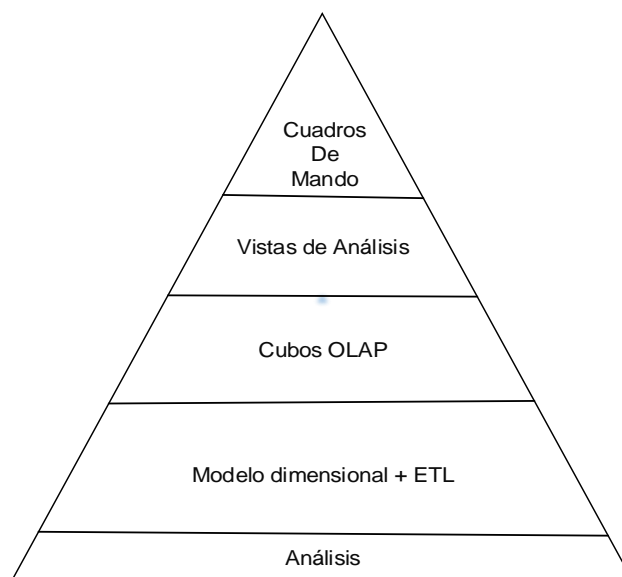 Cuadros
De
Mando
Vistas de Análisis
Cubos OLAP
Modelo dimensional + ETL
Análisis